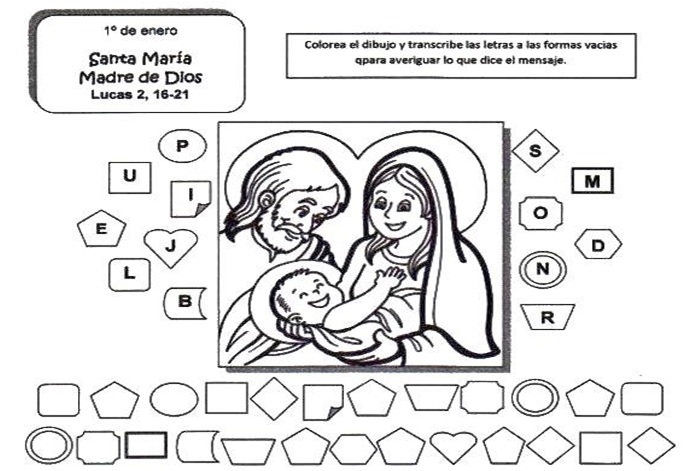 1º de enero
Santa María
Madre de Dios
Lucas 2, 16-21
Colorea el dibujo y transcribe las letras a las formas vacias
qpara averiguar lo que dice el mensaje.
P
U
I
E
J
L
B
S
M
O
D
N
R